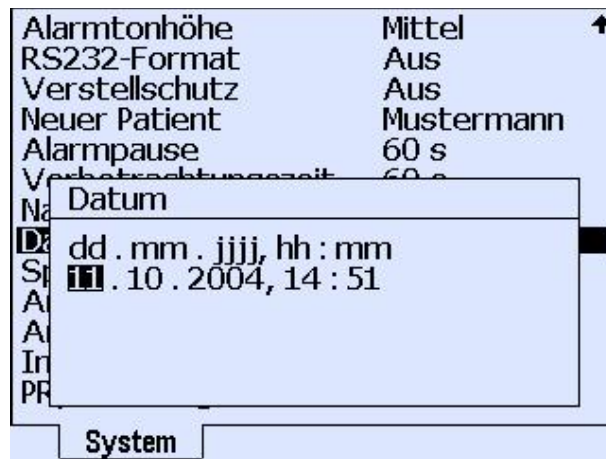 Alarmtonhöhe Mittel
RS232-Format Aus
Verstellschutz Aus
Neuer Patient Mustermann
Alarmpause 60 s
Datum
dd . mm . jjjj, hh : mm
11 . 10 . 2004, 14 : 51
System